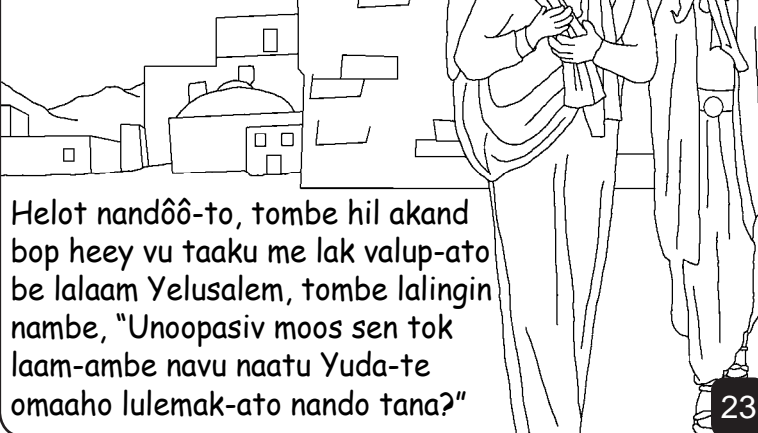 Helot nandôô-to, tombe hil akand
bop heey vu taaku me lak valup-ato
be lalaam Yelusalem, tombe lalingin
nambe, “Unoopasiv moos sen tok
laam-ambe navu naatu Yuda-te
omaaho lulemak-ato nando tana?”
23